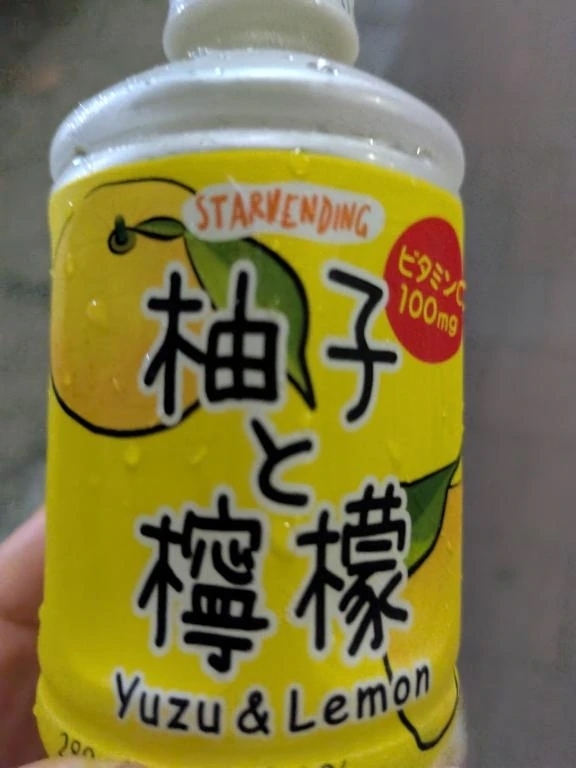 STARVENDING
ビタミンC
100mg
柚子
と
檸檬
Yuzu & Lemon